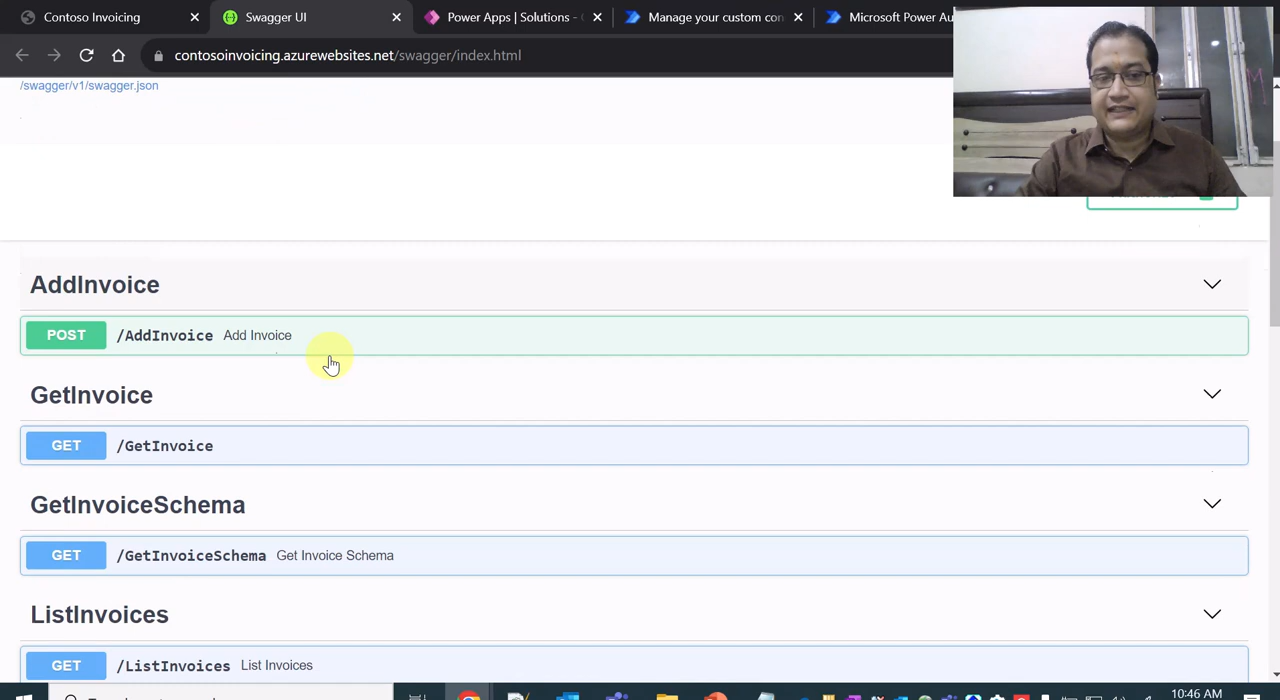 Contoso Invoicing
Swagger UI
Power Apps | Solutions -
Manage your custom con
Microsoft Power Au
contosoinvoicing.azurewebsites.net/swagger/index.html
/swagger/v1/swagger.json
AddInvoice
POST /AddInvoice Add Invoice
GetInvoice
GET /GetInvoice
GetInvoiceSchema
GET /GetInvoiceSchema Get Invoice Schema
ListInvoices
GET /ListInvoices List Invoices
10:46 AM